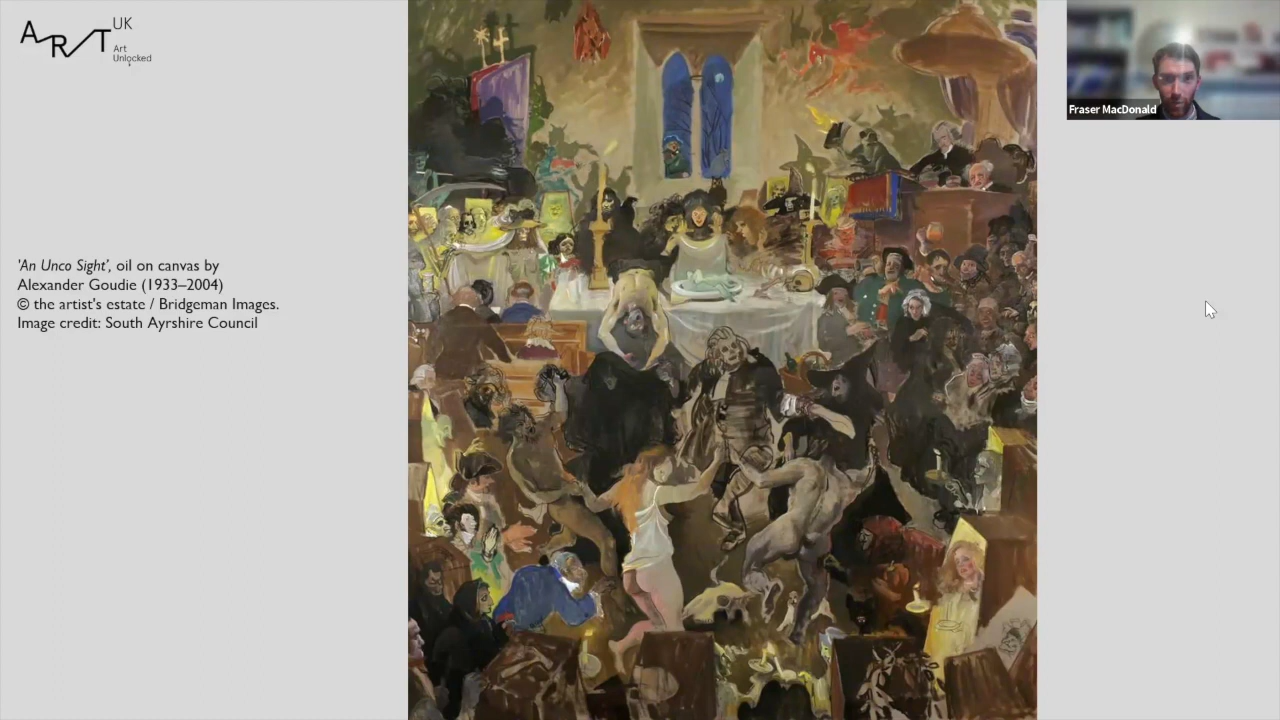 ART UK
Art
Unlocked
Fraser MacDonald
'An Unco Sight', oil on canvas by
Alexander Goudie (1933–2004)
© the artist's estate / Bridgeman Images.
Image credit: South Ayrshire Council